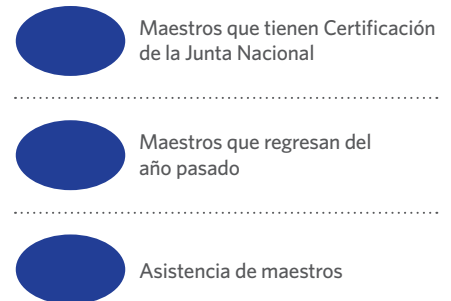 Maestros que tienen Certificación
de la Junta Nacional
Maestros que regresan del
año pasado
Asistencia de maestros